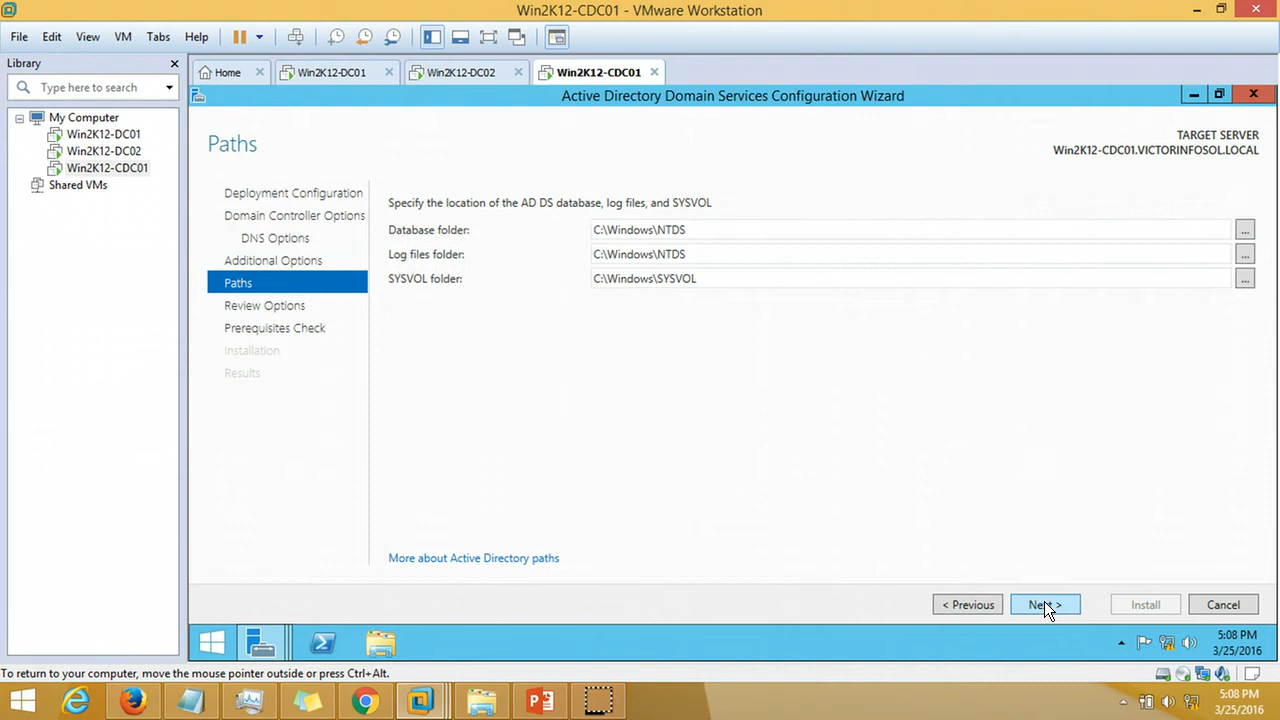 Win2K12-CDC01 - VMware Workstation
File Edit View VM Tabs Help
Library
Type here to search
My Computer
Win2K12-DC01
Win2K12-DC02
Win2K12-CDC01
Shared VMs
Home Win2K12-DC01 Win2K12-DC02 Win2K12-CDC01
Active Directory Domain Services Configuration Wizard
Paths
TARGET SERVER
Win2K12-CDC01.VICTORINFOSOL.LOCAL
Deployment Configuration
Domain Controller Options
DNS Options
Additional Options
Paths
Review Options
Prerequisites Check
Installation
Results
Specify the location of the AD DS database, log files, and SYSVOL
Database folder: C:\Windows\NTDS ...
Log files folder: C:\Windows\NTDS ...
SYSVOL folder: C:\Windows\SYSVOL ...
More about Active Directory paths
< Previous Next > Install Cancel
5:08 PM
3/25/2016
To return to your computer, move the mouse pointer outside or press Ctrl+Alt.
5:08 PM
3/25/2016